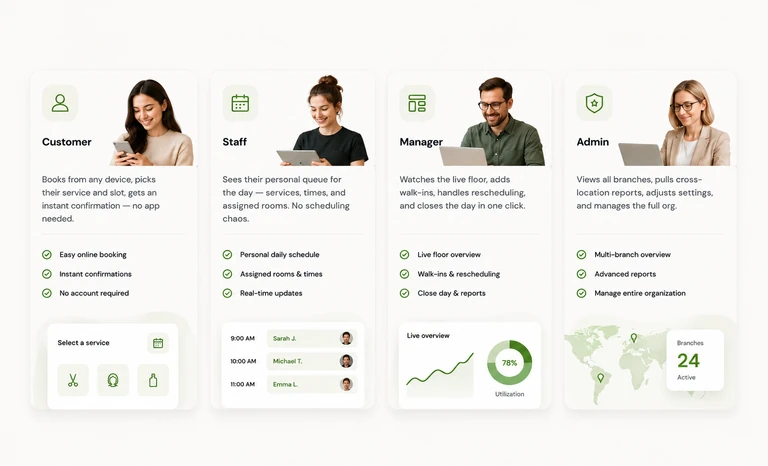 Customer
Books from any device, picks
their service and slot, gets an
instant confirmation — no app
needed.
Easy online booking
Instant confirmations
No account required
Select a service
Staff
Sees their personal queue for
the day — services, times, and
assigned rooms. No scheduling
chaos.
Personal daily schedule
Assigned rooms & times
Real-time updates
9:00 AM Sarah J.
10:00 AM Michael T.
11:00 AM Emma L.
Manager
Watches the live floor, adds
walk-ins, handles rescheduling,
and closes the day in one click.
Live floor overview
Walk-ins & rescheduling
Close day & reports
Live overview
78%
Utilization
Admin
Views all branches, pulls cross-
location reports, adjusts settings,
and manages the full org.
Multi-branch overview
Advanced reports
Manage entire organization
Branches
24
Active